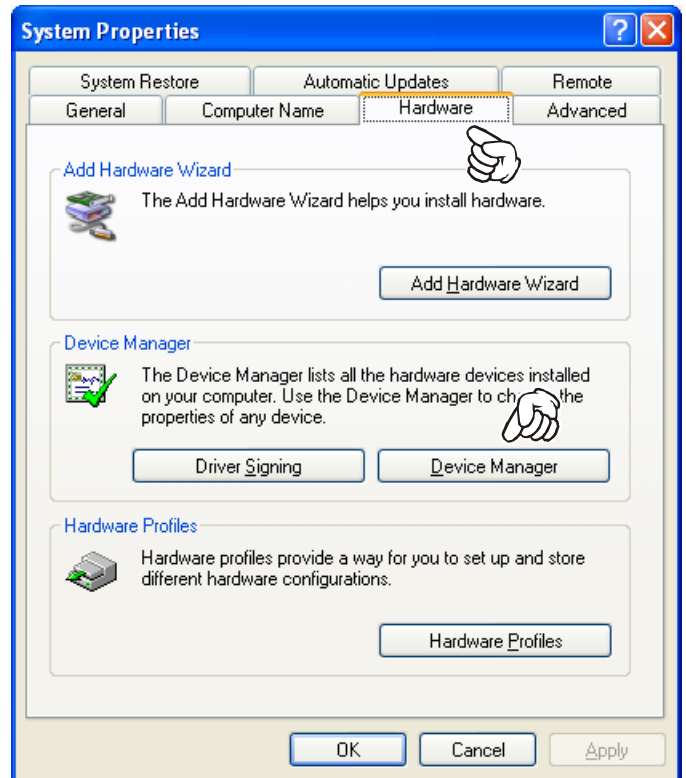 System Properties
System Restore Automatic Updates Remote
General Computer Name Hardware Advanced
Add Hardware Wizard
The Add Hardware Wizard helps you install hardware.
Add Hardware Wizard
Device Manager
The Device Manager lists all the hardware devices installed
on your computer. Use the Device Manager to the
properties of any device.
Driver Signing Device Manager
Hardware Profiles
Hardware profiles provide a way for you to set up and store
different hardware configurations.
Hardware Profiles
OK Cancel Apply